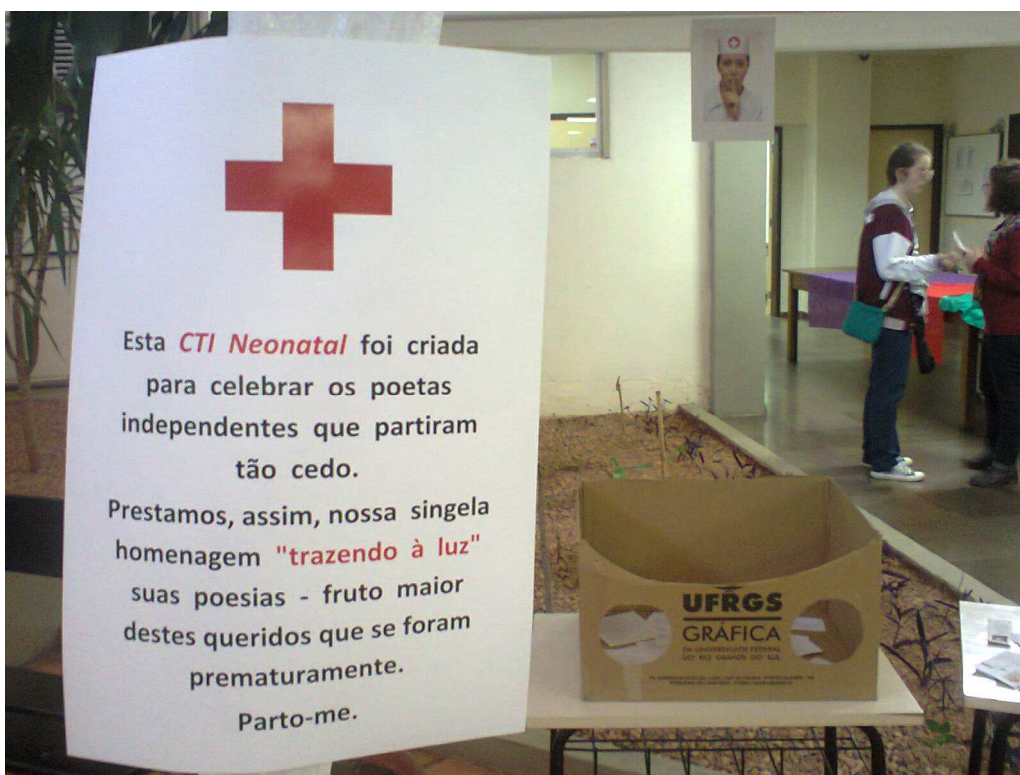 Esta CTI Neonatal foi criada
para celebrar os poetas
independentes que partiram
tão cedo.
Prestamos, assim, nossa singela
homenagem "trazendo à luz"
suas poesias - fruto maior
destes queridos que se foram
prematuramente.
Parto-me.
UFRGS
GRÁFICA
DA UNIVERSIDADE FEDERAL
DO RIO GRANDE DO SUL